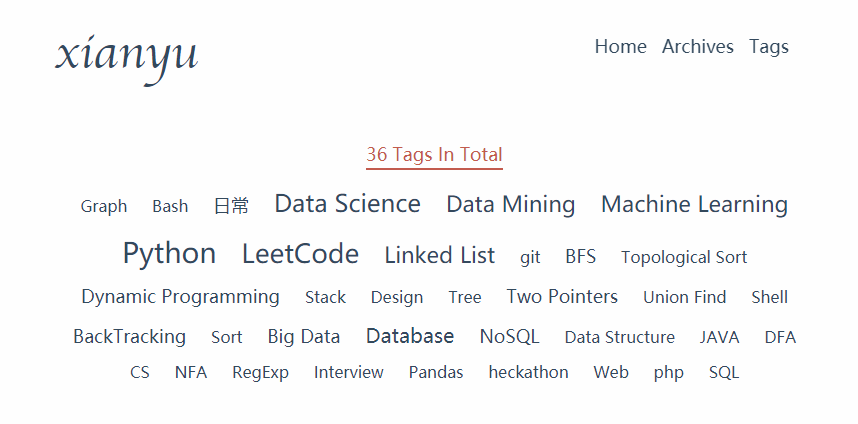 xianyu
Home Archives Tags
36 Tags In Total
Graph Bash 日常 Data Science Data Mining Machine Learning
Python LeetCode Linked List git BFS Topological Sort
Dynamic Programming Stack Design Tree Two Pointers Union Find Shell
BackTracking Sort Big Data Database NoSQL Data Structure JAVA DFA
CS NFA RegExp Interview Pandas heckathon Web php SQL